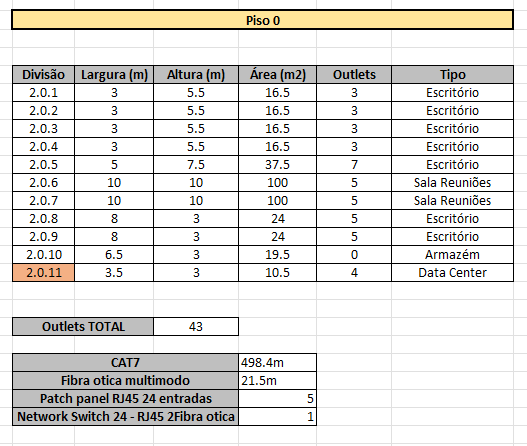 Piso 0
Divisão Largura (m) Altura (m) Área (m2) Outlets Tipo
2.0.1 3 5.5 16.5 3 Escritório
2.0.2 3 5.5 16.5 3 Escritório
2.0.3 3 5.5 16.5 3 Escritório
2.0.4 3 5.5 16.5 3 Escritório
2.0.5 5 7.5 37.5 7 Escritório
2.0.6 10 10 100 5 Sala Reuniões
2.0.7 10 10 100 5 Sala Reuniões
2.0.8 8 3 24 5 Escritório
2.0.9 8 3 24 5 Escritório
2.0.10 6.5 3 19.5 0 Armazém
2.0.11 3.5 3 10.5 4 Data Center
Outlets TOTAL 43
CAT7 498.4m
Fibra otica multimodo 21.5m
Patch panel RJ45 24 entradas 5
Network Switch 24 - RJ45 2Fibra otica 1